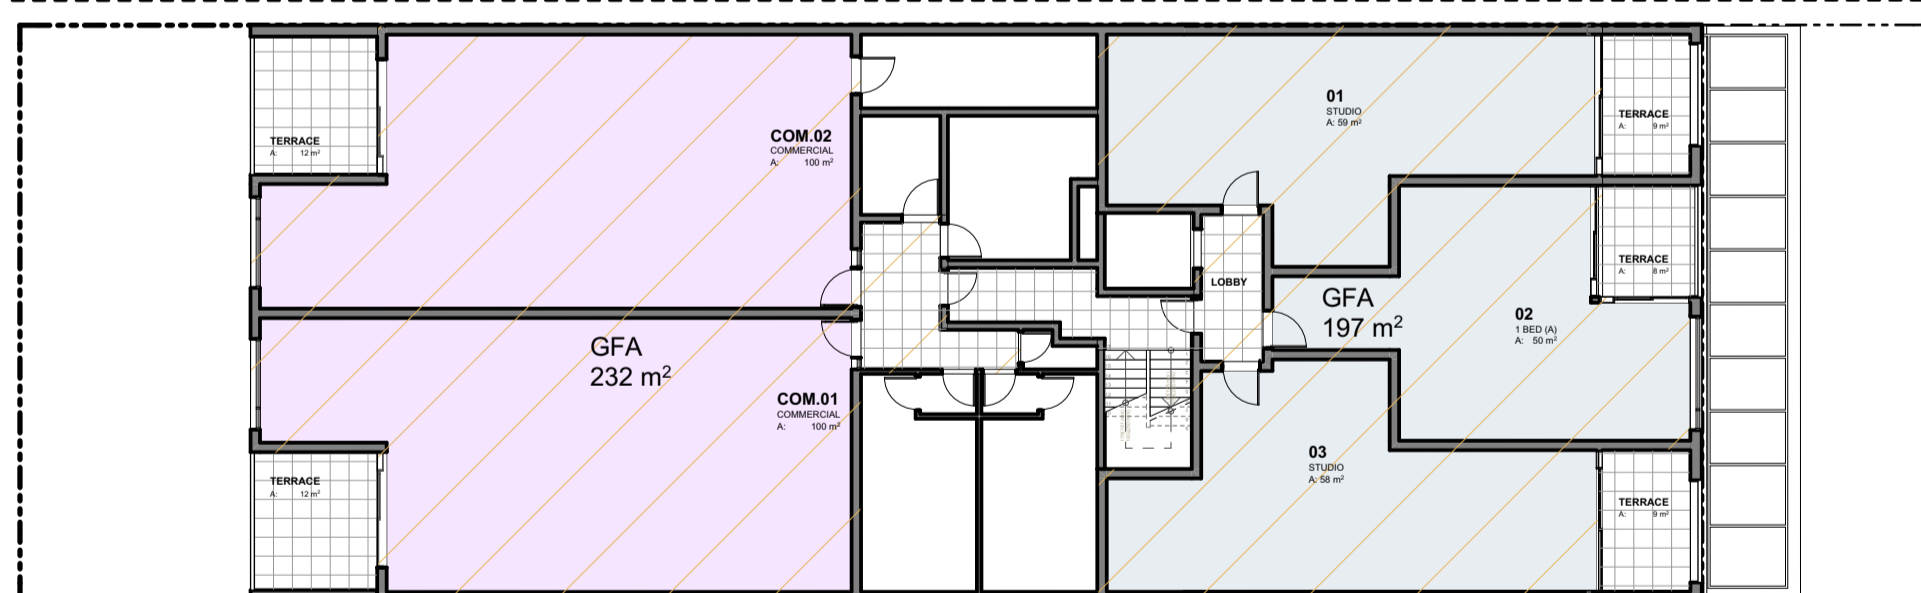 TERRACE
A: 12 m²
COM.02
COMMERCIAL
A: 100 m²
01
STUDIO
A: 59 m²
TERRACE
A: 9 m²
LOBBY
TERRACE
A: 8 m²
GFA
197 m²
02
1 BED (A)
A: 50 m²
GFA
232 m²
COM.01
COMMERCIAL
A: 100 m²
03
STUDIO
A: 58 m²
TERRACE
A: 12 m²
TERRACE
A: 9 m²